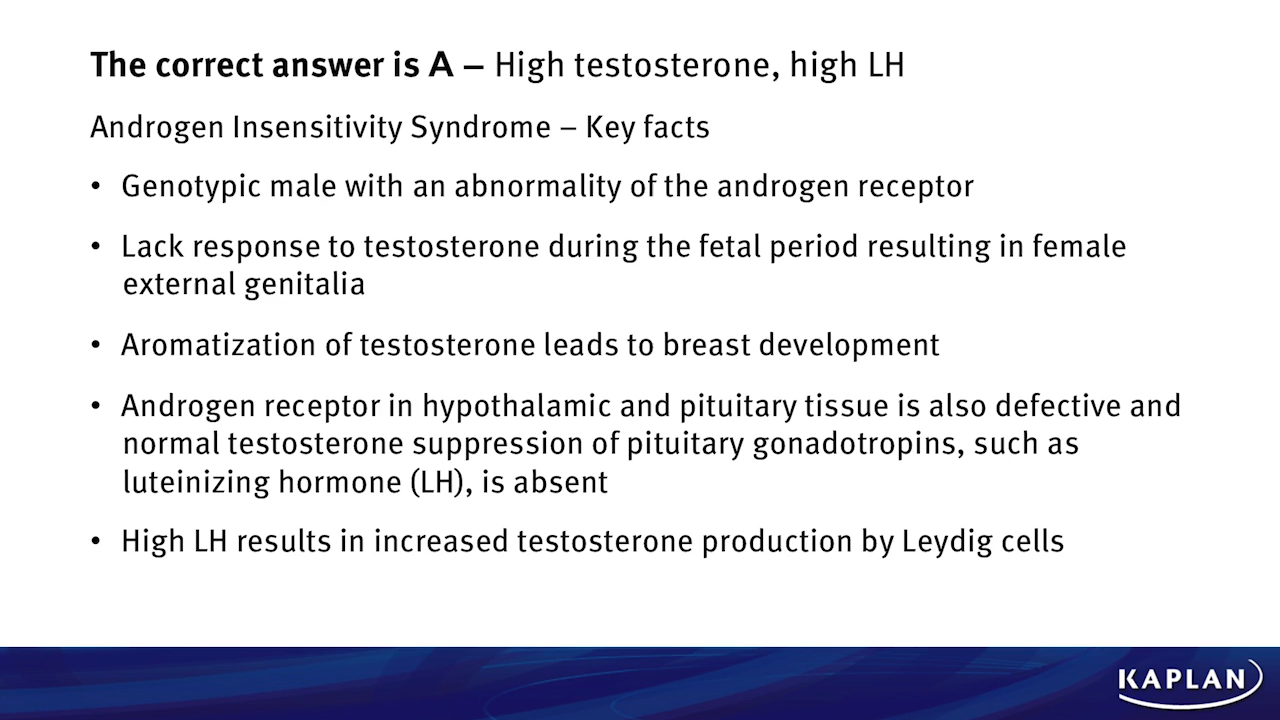 The correct answer is A – High testosterone, high LH
Androgen Insensitivity Syndrome – Key facts
• Genotypic male with an abnormality of the androgen receptor
• Lack response to testosterone during the fetal period resulting in female
external genitalia
• Aromatization of testosterone leads to breast development
• Androgen receptor in hypothalamic and pituitary tissue is also defective and
normal testosterone suppression of pituitary gonadotropins, such as
luteinizing hormone (LH), is absent
• High LH results in increased testosterone production by Leydig cells
KAPLAN